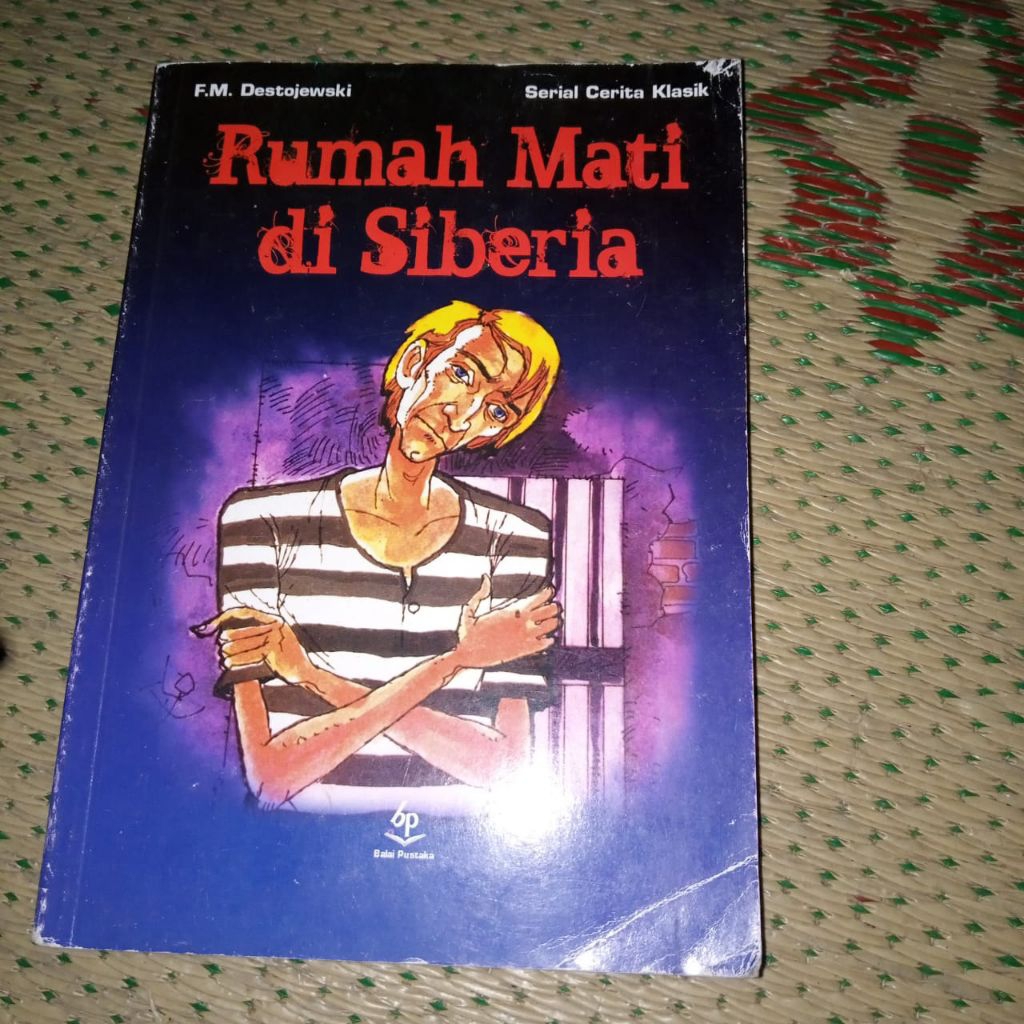 F.M. Destojewski
Serial Cerita Klasik
Rumah Mati
di Siberia
bp
Balai Pustaka